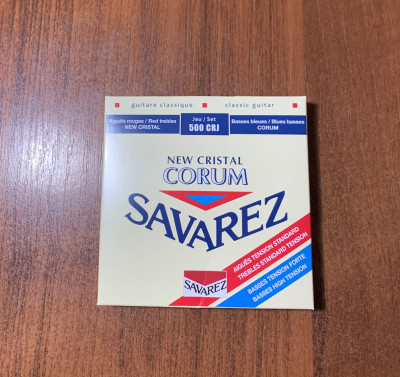 guitare classique classic guitar
Aiguës rouges / Red trebles Jeu / Set Basses bleues / Blues basses
NEW CRISTAL 500 CRJ CORUM
NEW CRISTAL
CORUM
SAVAREZ
AIGUËS TENSION STANDARD
TREBLES STANDARD TENSION
SAVAREZ
BASSES TENSION FORTE
BASSES HIGH TENSION